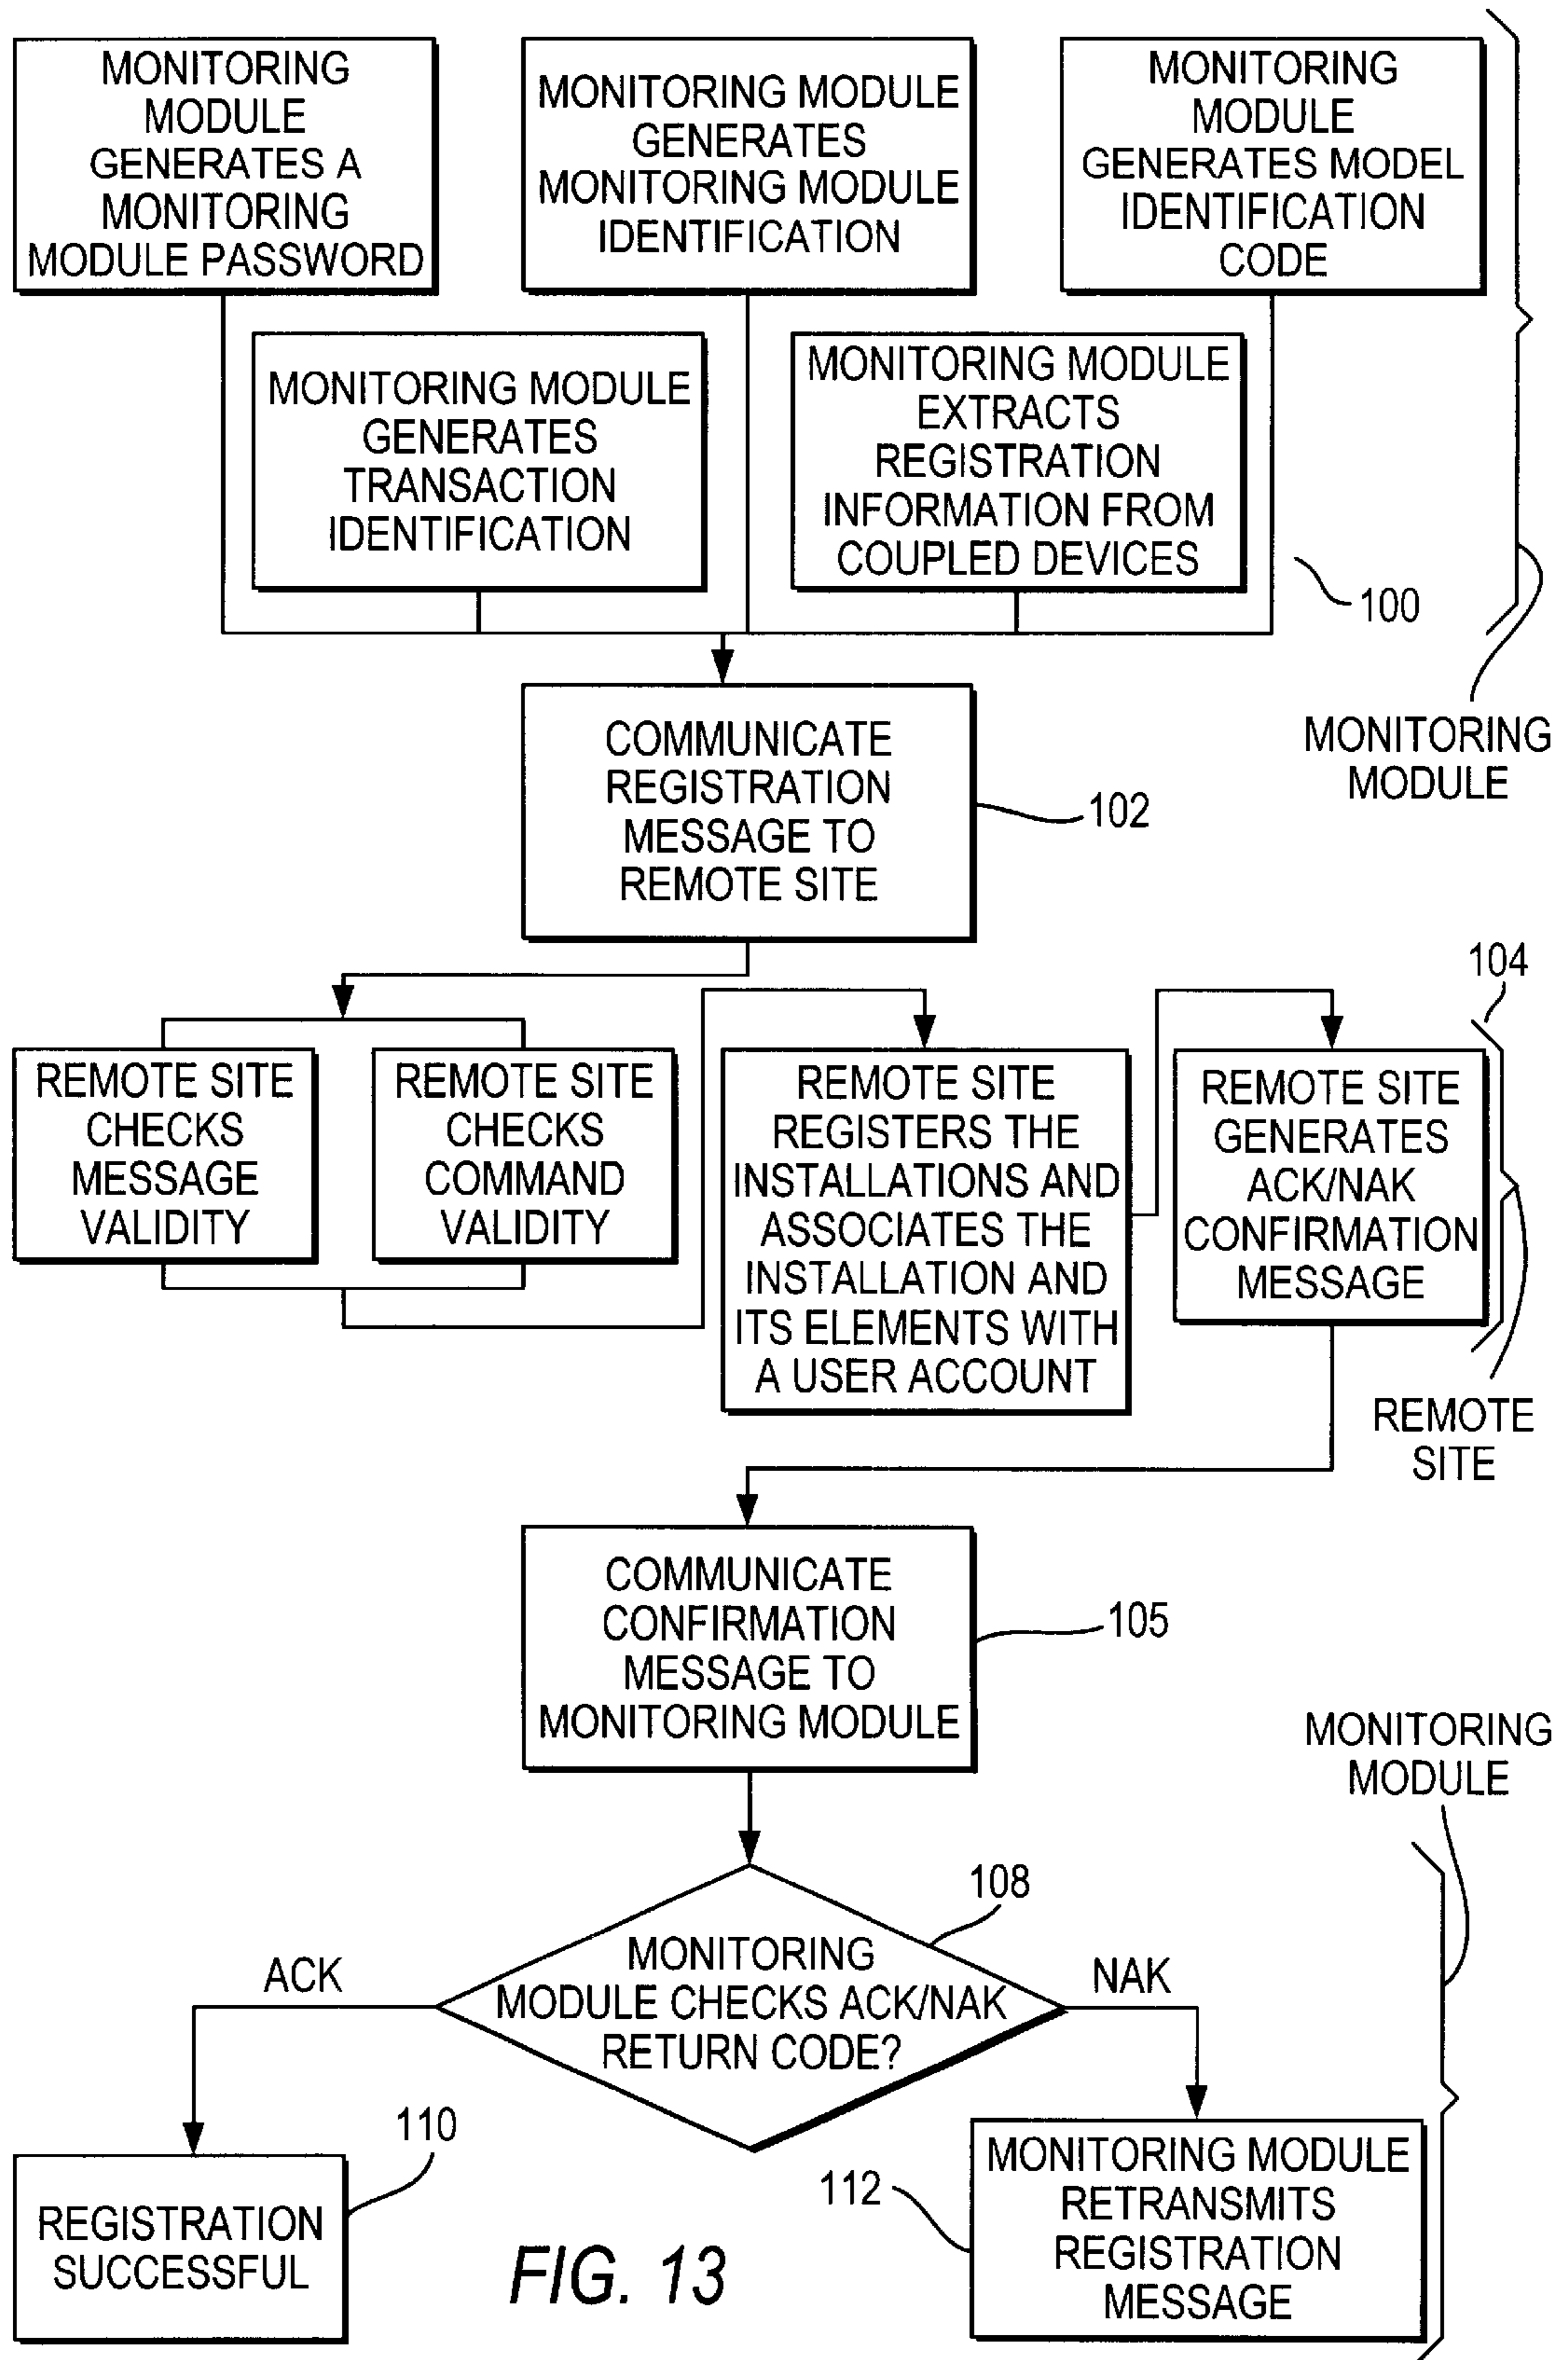 MONITORING
MODULE
GENERATES A
MONITORING
MODULE PASSWORD
MONITORING MODULE
GENERATES
MONITORING MODULE
IDENTIFICATION
MONITORING
MODULE
GENERATES MODEL
IDENTIFICATION
CODE
MONITORING MODULE
GENERATES
TRANSACTION
IDENTIFICATION
MONITORING MODULE
EXTRACTS
REGISTRATION
INFORMATION FROM
COUPLED DEVICES
100
MONITORING
MODULE
COMMUNICATE
REGISTRATION
MESSAGE TO
REMOTE SITE
102
104
REMOTE SITE
CHECKS
MESSAGE
VALIDITY
REMOTE SITE
CHECKS
COMMAND
VALIDITY
REMOTE SITE
REGISTERS THE
INSTALLATIONS AND
ASSOCIATES THE
INSTALLATION AND
ITS ELEMENTS WITH
A USER ACCOUNT
REMOTE SITE
GENERATES
ACK/NAK
CONFIRMATION
MESSAGE
REMOTE
SITE
COMMUNICATE
CONFIRMATION
MESSAGE TO
MONITORING MODULE
105
MONITORING
MODULE
108
MONITORING
MODULE CHECKS ACK/NAK
RETURN CODE?
ACK
NAK
110
REGISTRATION
SUCCESSFUL
112
MONITORING MODULE
RETRANSMITS
REGISTRATION
MESSAGE
FIG. 13